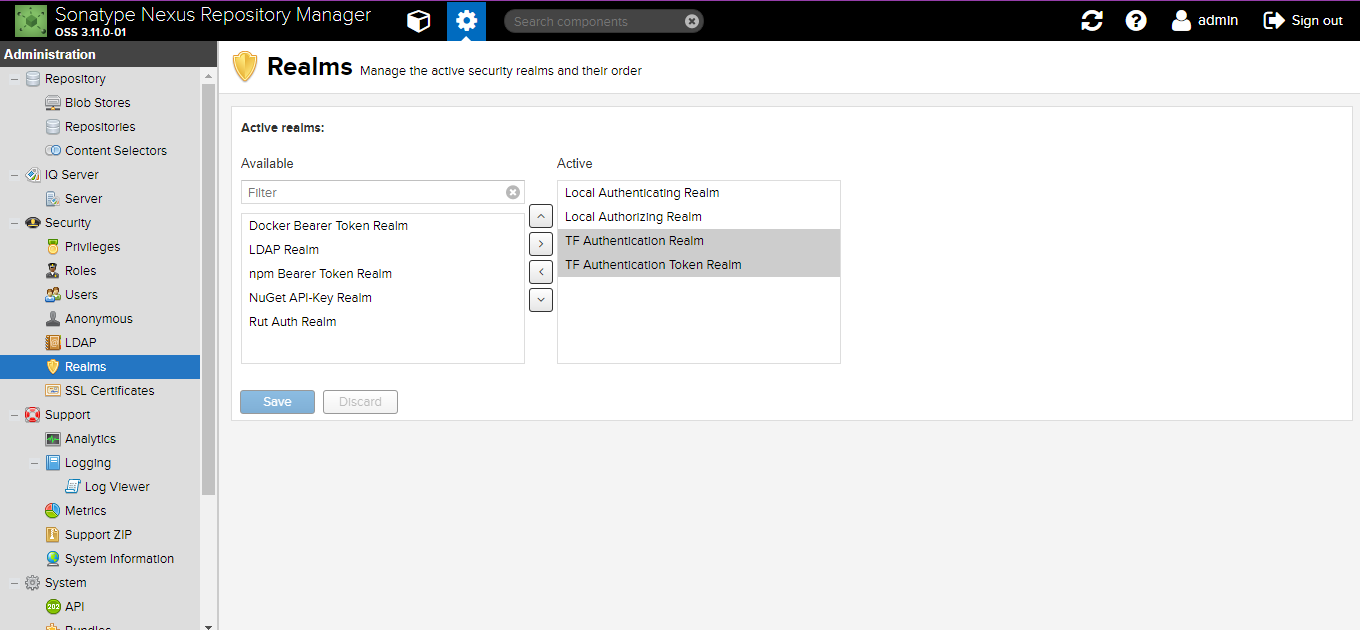 Sonatype Nexus Repository Manager
OSS 3.11.0-01
Search components
admin
Sign out
Administration
Repository
Blob Stores
Repositories
Content Selectors
IQ Server
Server
Security
Privileges
Roles
Users
Anonymous
LDAP
Realms
SSL Certificates
Support
Analytics
Logging
Log Viewer
Metrics
Support ZIP
System Information
System
202
API
Bundles
Realms Manage the active security realms and their order
Active realms:
Available
Filter
Docker Bearer Token Realm
LDAP Realm
npm Bearer Token Realm
NuGet API-Key Realm
Rut Auth Realm
Active
Local Authenticating Realm
Local Authorizing Realm
TF Authentication Realm
TF Authentication Token Realm
Save
Discard